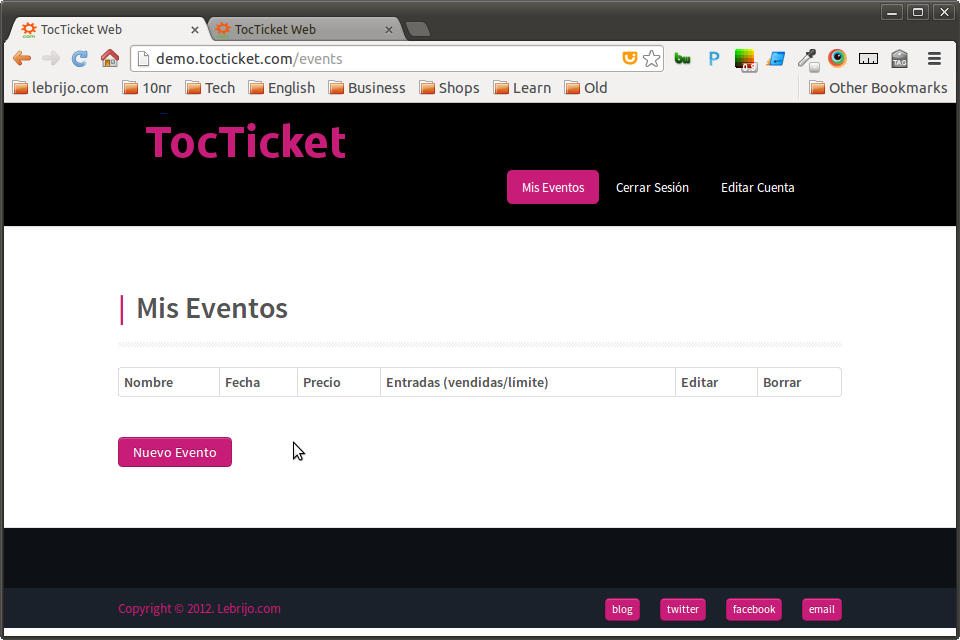 TocTicket Web
TocTicket Web
demo.tocticket.com/events
lebrijo.com 10nr Tech English Business Shops Learn Old Other Bookmarks
TocTicket
Mis Eventos Cerrar Sesión Editar Cuenta
Mis Eventos
Nombre Fecha Precio Entradas (vendidas/límite) Editar Borrar
Nuevo Evento
Copyright © 2012. Lebrijo.com blog twitter facebook email